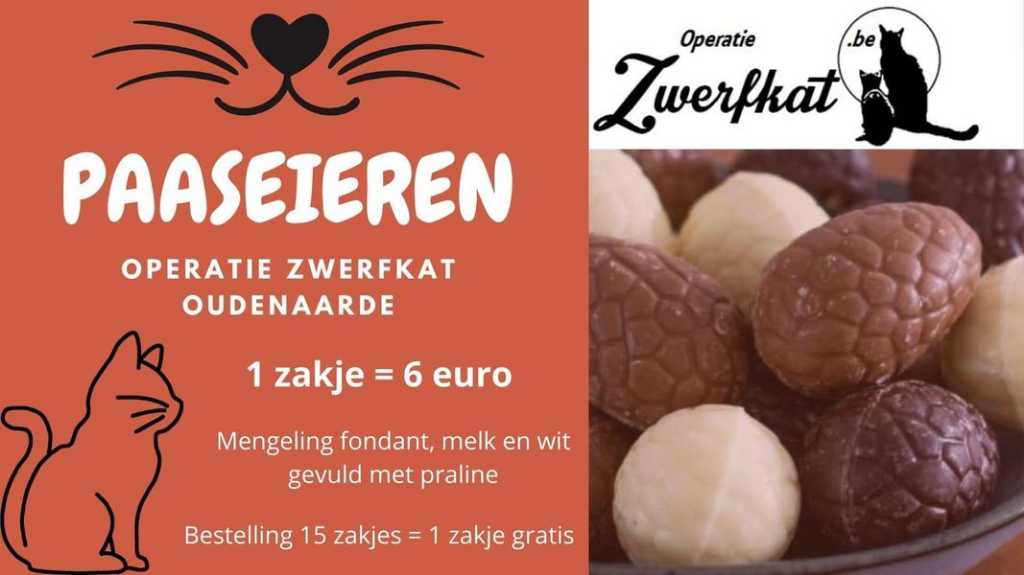 PAASEIEREN
OPERATIE ZWERFKAT
OUDENAARDE
1 zakje = 6 euro
Mengeling fondant, melk en wit
gevuld met praline
Bestelling 15 zakjes = 1 zakje gratis
Operatie
.be
Zwerfkat